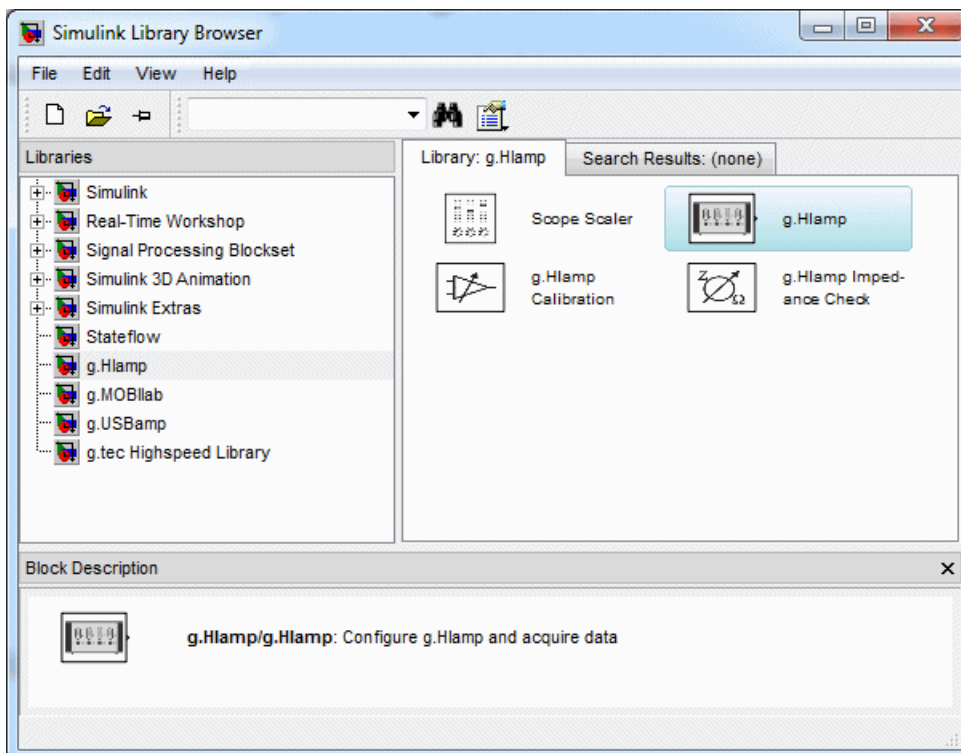 Simulink Library Browser
File Edit View Help
Libraries
Simulink
Real-Time Workshop
Signal Processing Blockset
Simulink 3D Animation
Simulink Extras
Stateflow
g.HIamp
g.MOBIlab
g.USBamp
g.tec Highspeed Library
Library: g.HIamp Search Results: (none)
Scope Scaler
g.HIamp
g.HIamp
Calibration
g.HIamp Imped-
ance Check
Z
Ω
Block Description
g.HIamp/g.HIamp: Configure g.HIamp and acquire data